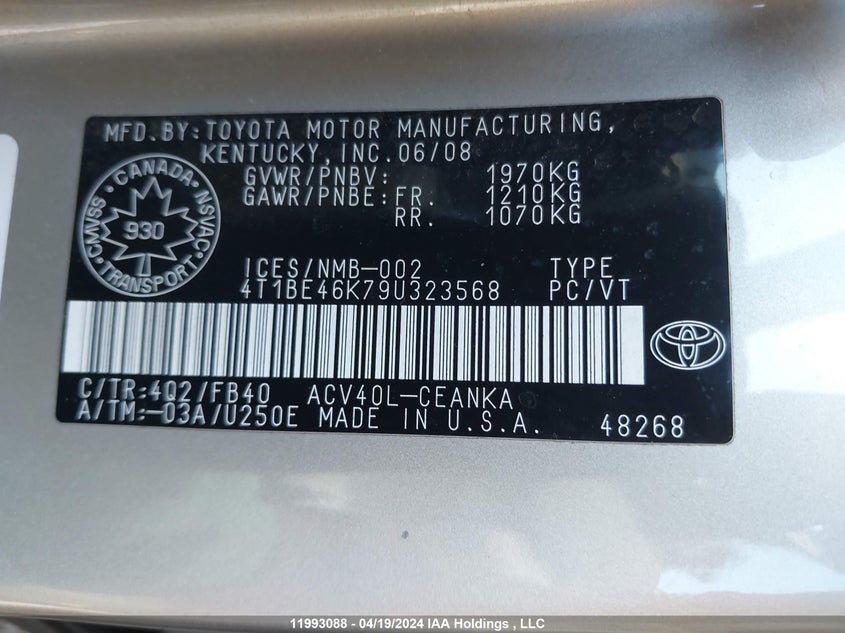 MFD.BY:TOYOTA MOTOR MANUFACTURING,
KENTUCKY,INC.06/08
GVWR/PNBV: 1970KG
GAWR/PNBE:FR. 1210KG
RR. 1070KG
CANADA
CMVSS 930 NSVAC
TRANSPORT
ICES/NMB-002 TYPE
4T1BE46K79U323568 PC/VT
C/TR:4Q2/FB40 ACV40L-CEANKA
A/TM:-03A/U250E MADE IN U.S.A. 48268
11993088 - 04/19/2024 IAA Holdings , LLC